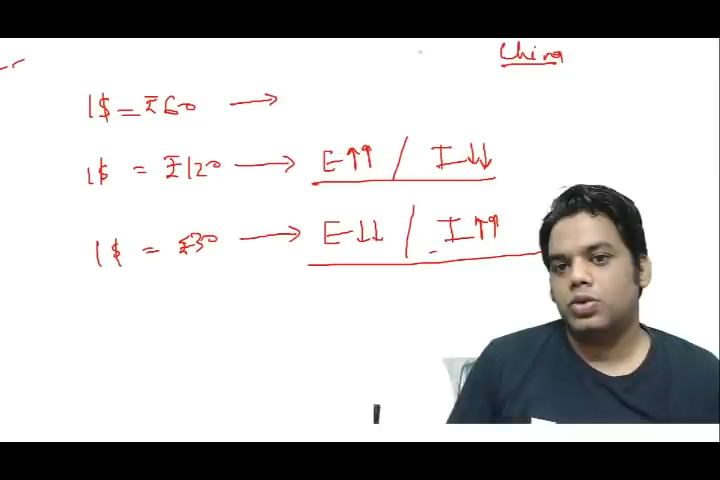 China
1$ = ₹60 →
1$ = ₹120 → E↑↑ / I↓↓
1$ = ₹30 → E↓↓ / I↑↑